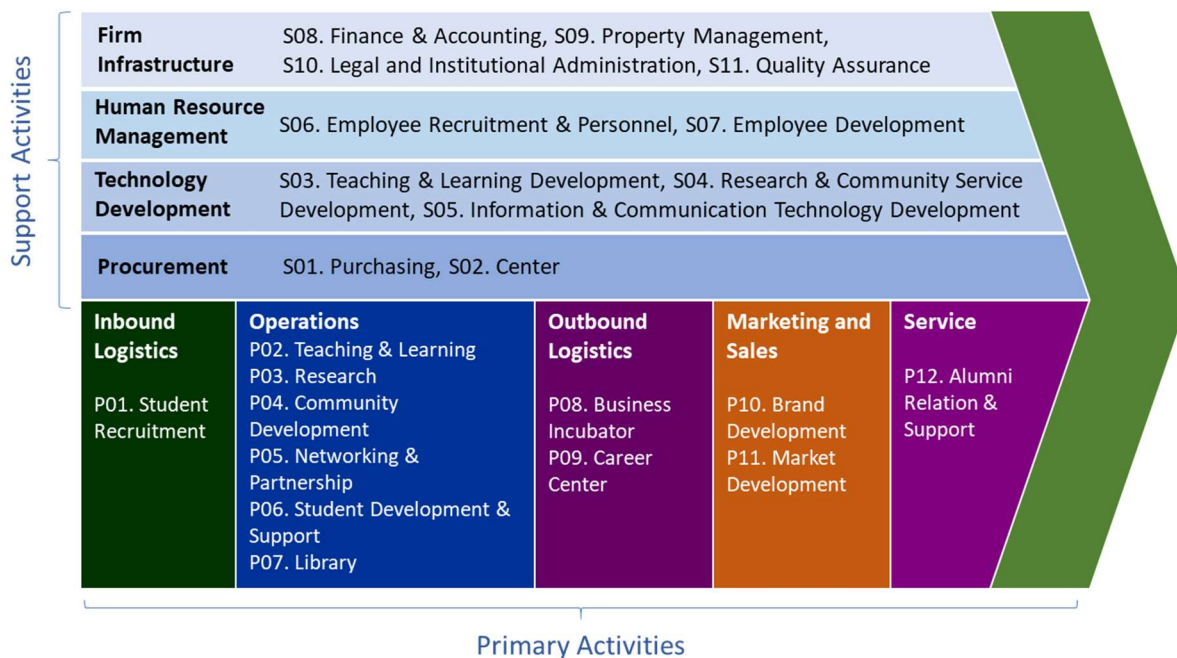 Support Activities
Firm
Infrastructure
S08. Finance & Accounting, S09. Property Management,
S10. Legal and Institutional Administration, S11. Quality Assurance
Human Resource
Management
S06. Employee Recruitment & Personnel, S07. Employee Development
Technology
Development
S03. Teaching & Learning Development, S04. Research & Community Service
Development, S05. Information & Communication Technology Development
Procurement
S01. Purchasing, S02. Center
Inbound
Logistics
P01. Student
Recruitment
Operations
P02. Teaching & Learning
P03. Research
P04. Community
Development
P05. Networking &
Partnership
P06. Student Development &
Support
P07. Library
Outbound
Logistics
P08. Business
Incubator
P09. Career
Center
Marketing and
Sales
P10. Brand
Development
P11. Market
Development
Service
P12. Alumni
Relation &
Support
Primary Activities